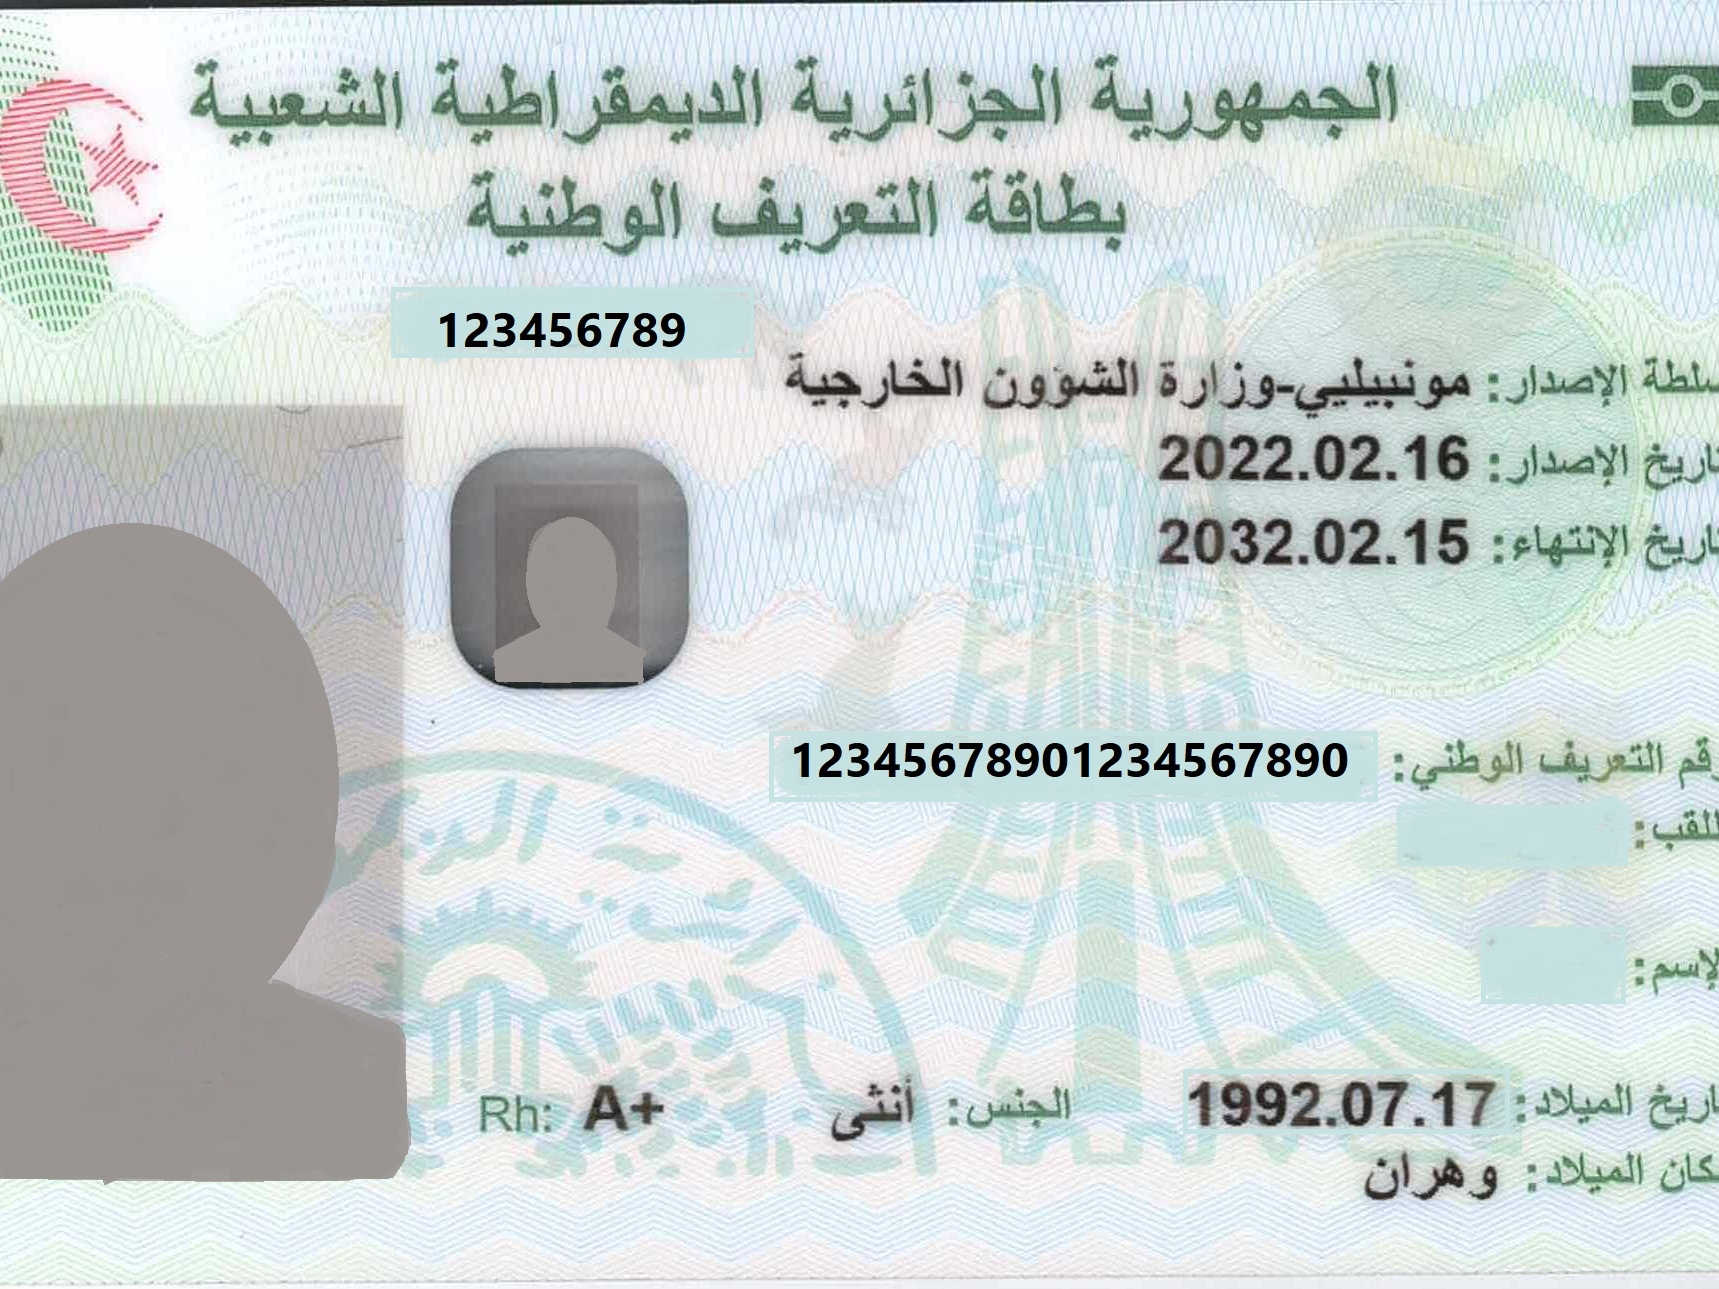 الجمهورية الجزائرية الديمقراطية الشعبية
بطاقة التعريف الوطنية
123456789
سلطة الإصدار: مونبيليي-وزارة الشؤون الخارجية
تاريخ الإصدار: 2022.02.16
تاريخ الإنتهاء: 2032.02.15
رقم التعريف الوطني: 12345678901234567890
اللقب:
الإسم:
تاريخ الميلاد: 1992.07.17 الجنس: أنثى Rh: A+
مكان الميلاد: وهران